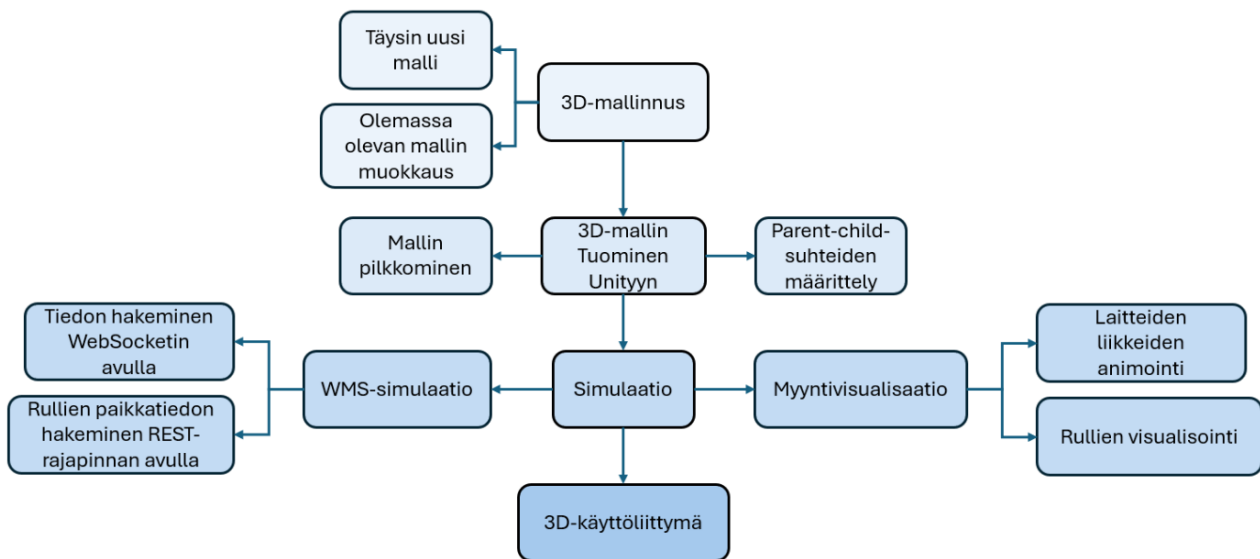 Täysin uusi
malli
3D-mallinnus
Olemassa
olevan mallin
muokkaus
Mallin
pilkkominen
3D-mallin
Tuominen
Unityyn
Parent-child-
suhteiden
määrittely
Tiedon hakeminen
WebSocketin
avulla
Rullien paikkatiedon
hakeminen REST-
rajapinnan avulla
WMS-simulaatio
Simulaatio
Myyntivisualisaatio
Laitteiden
liikkeiden
animointi
Rullien visualisointi
3D-käyttöliittymä